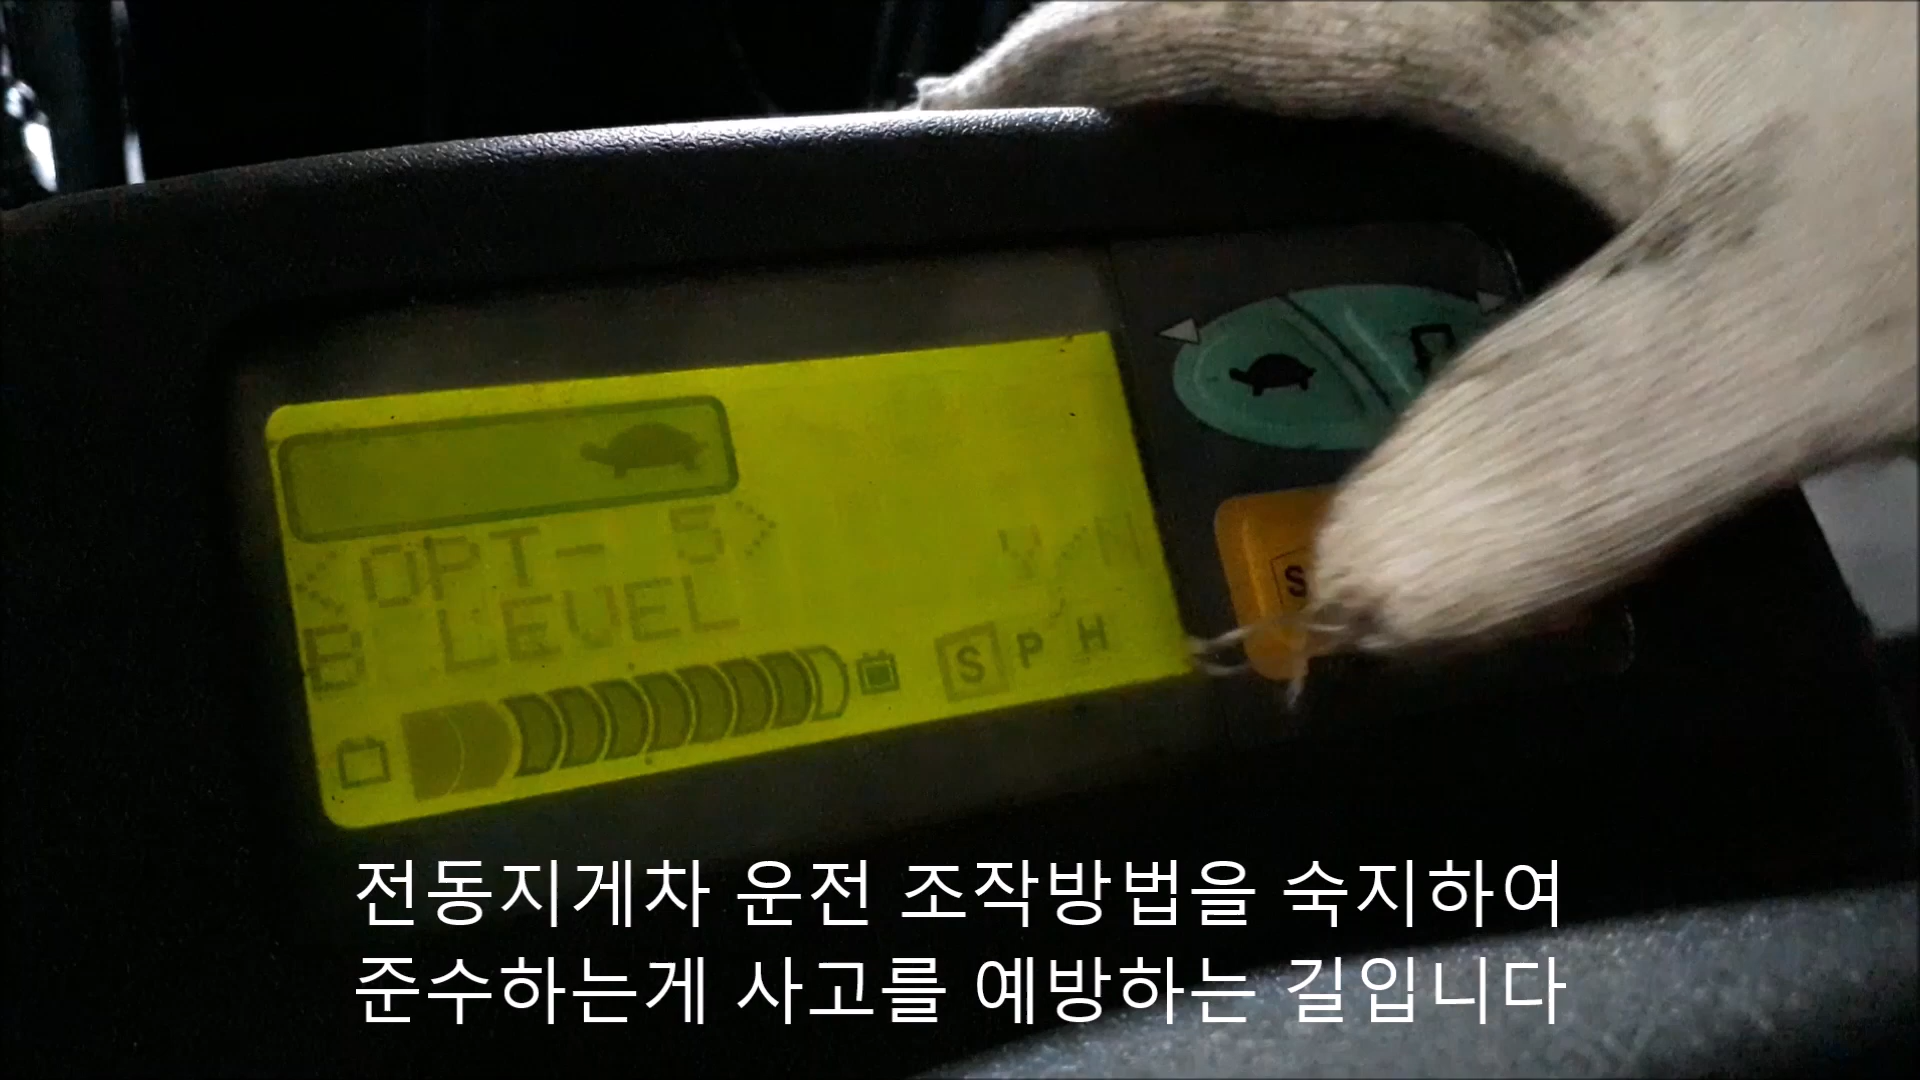 <OPT- 5>
Y/N
B LEVEL
S P H
S
전동지게차 운전 조작방법을 숙지하여
준수하는게 사고를 예방하는 길입니다